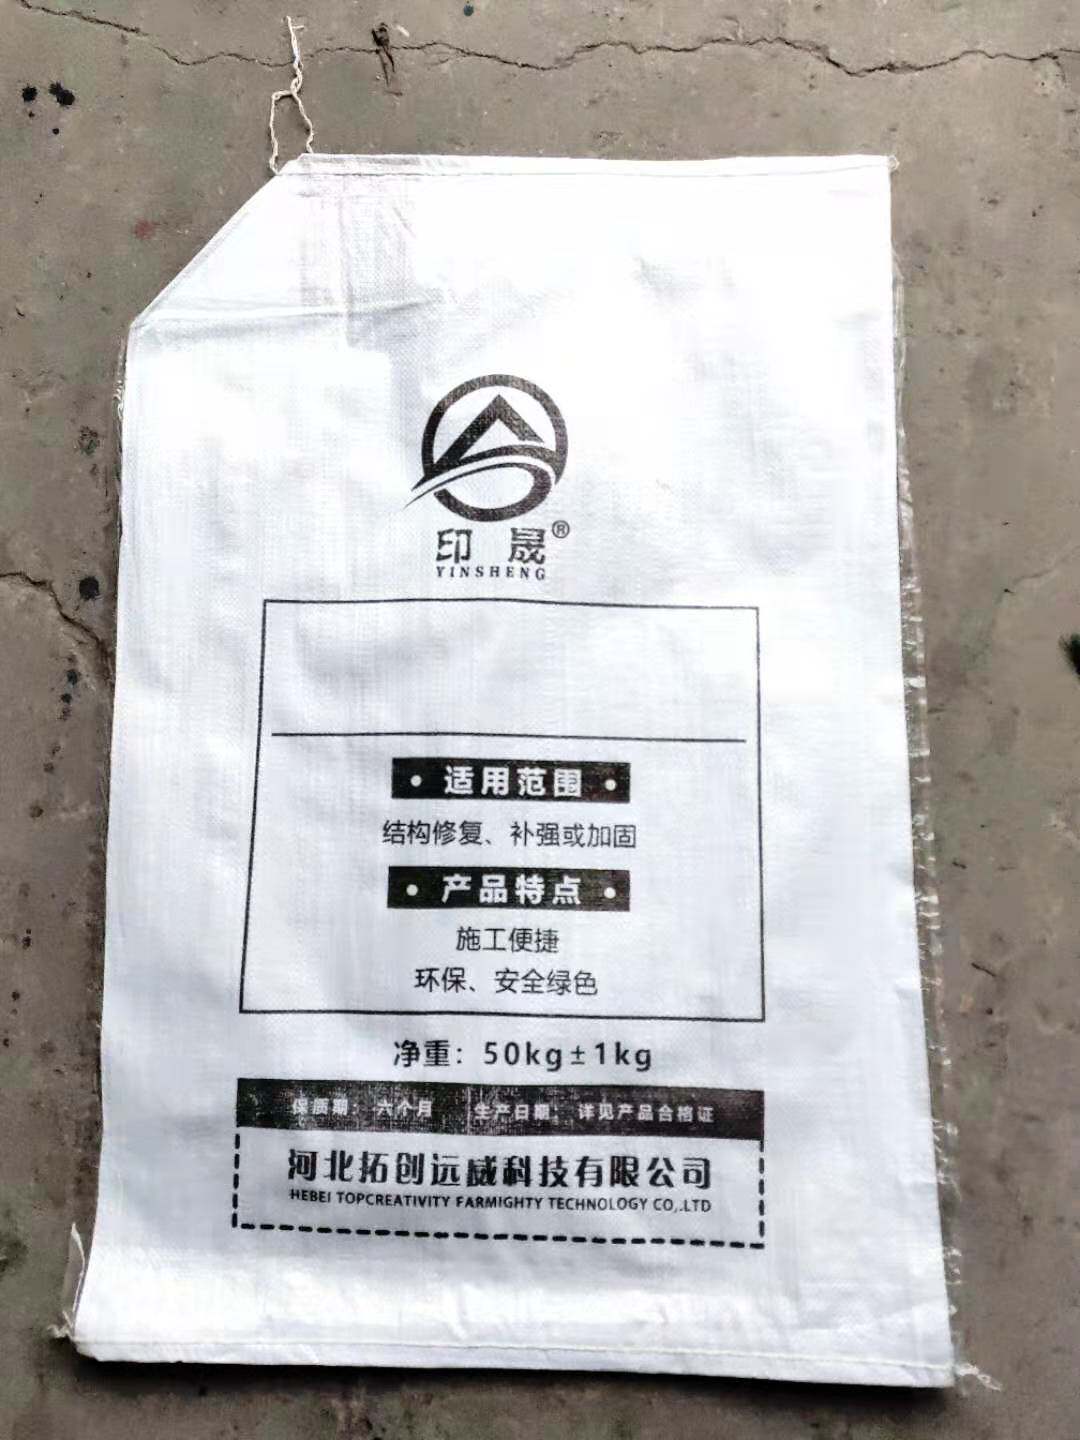 印晟®
YINSHENG
· 适用范围 ·
结构修复、补强或加固
· 产品特点 ·
施工便捷
环保、安全绿色
净重：50kg±1kg
保质期：六个月 生产日期：详见产品合格证
河北拓创远威科技有限公司
HEBEI TOPCREATIVITY FARMIGHTY TECHNOLOGY CO,.LTD